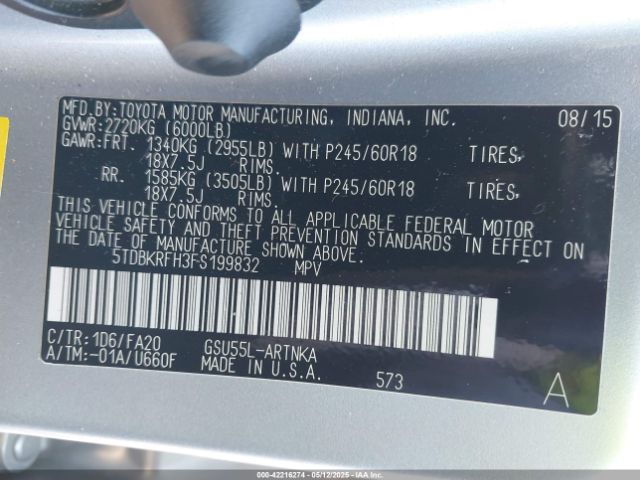 MFD.BY:TOYOTA MOTOR MANUFACTURING, INDIANA, INC. 08/15
GVWR:2720KG (6000LB)
GAWR:FRT. 1340KG (2955LB) WITH P245/60R18 TIRES,
18X7.5J RIMS.
RR. 1585KG (3505LB) WITH P245/60R18 TIRES,
18X7.5J RIMS.
THIS VEHICLE CONFORMS TO ALL APPLICABLE FEDERAL MOTOR
VEHICLE SAFETY AND THEFT PREVENTION STANDARDS IN EFFECT ON
THE DATE OF MANUFACTURE SHOWN ABOVE.
5TDBKRFH3FS199832 MPV
C/TR:1D6/FA20 GSU55L-ARTNKA
A/TM:-01A/U660F MADE IN U.S.A. 573 A
000-42216274 - 05/12/2025 - IAA